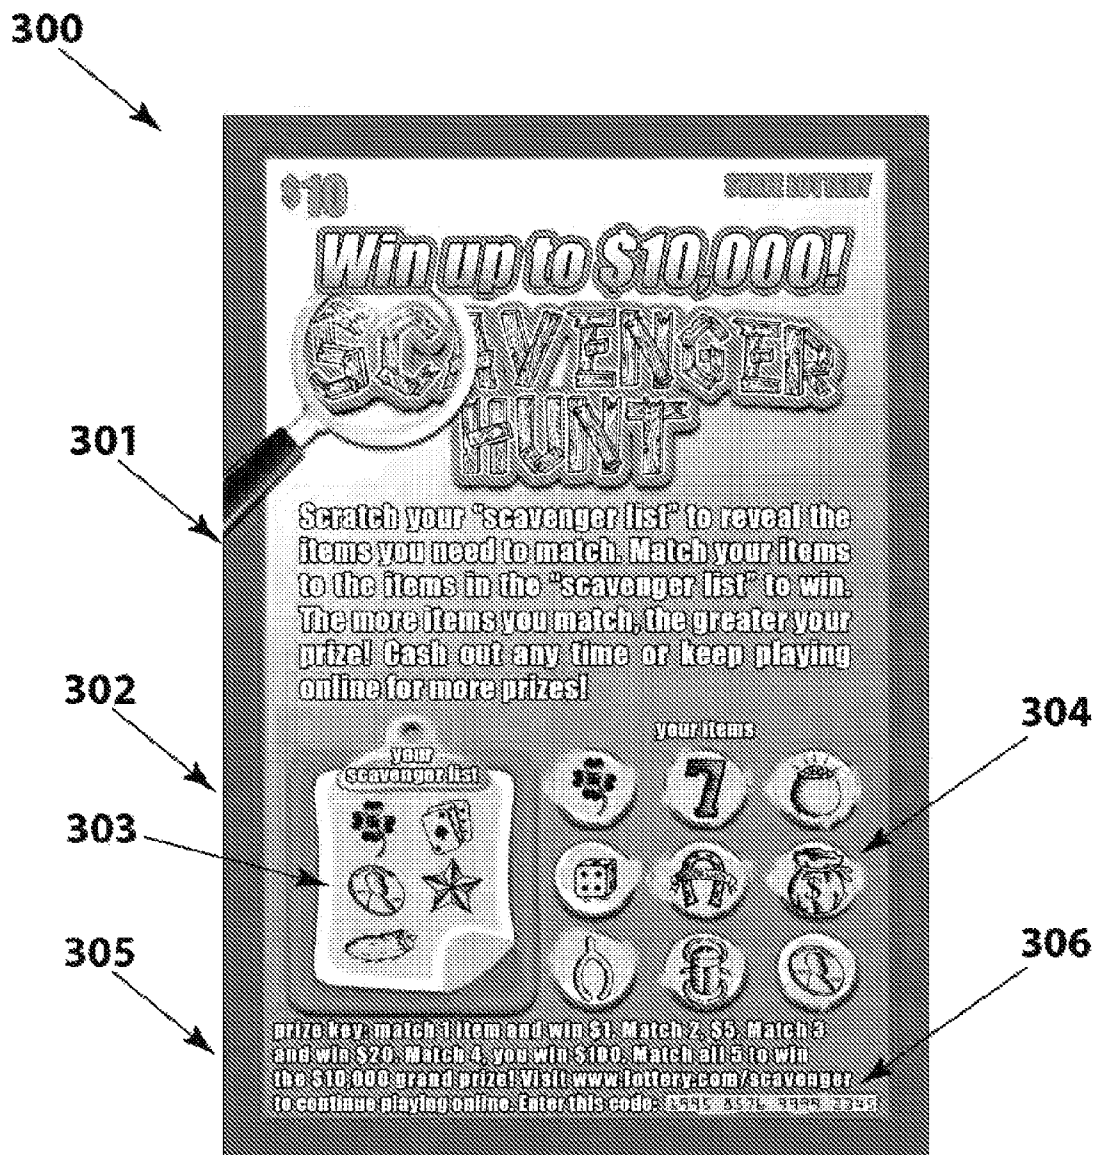 300
$10
Win up to $10,000!
SCAVENGER
HUNT
301
Scratch your "scavenger list" to reveal the
items you need to match. Match your items
to the items in the "scavenger list" to win.
The more items you match, the greater your
prize! Cash out any time or keep playing
online for more prizes!
302
304
your items
your
scavenger list
7
303
$
305
306
prize key: match 1 item and win $1. Match 2, $5. Match 3
and win $20. Match 4, you win $100. Match all 5 to win
the $10,000 grand prize! Visit www.lottery.com/scavenger
to continue playing online. Enter this code: